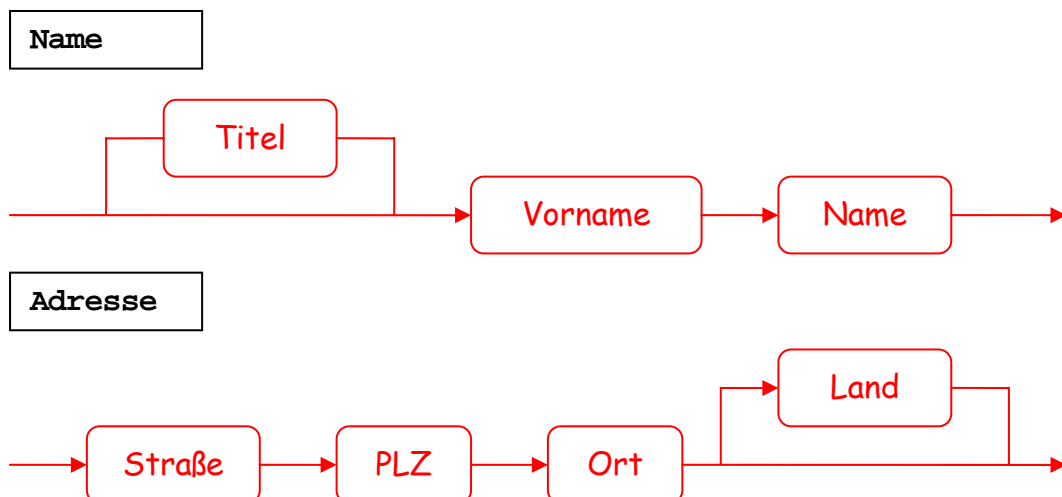 Name
Titel
Vorname Name
Adresse
Land
Straße PLZ Ort